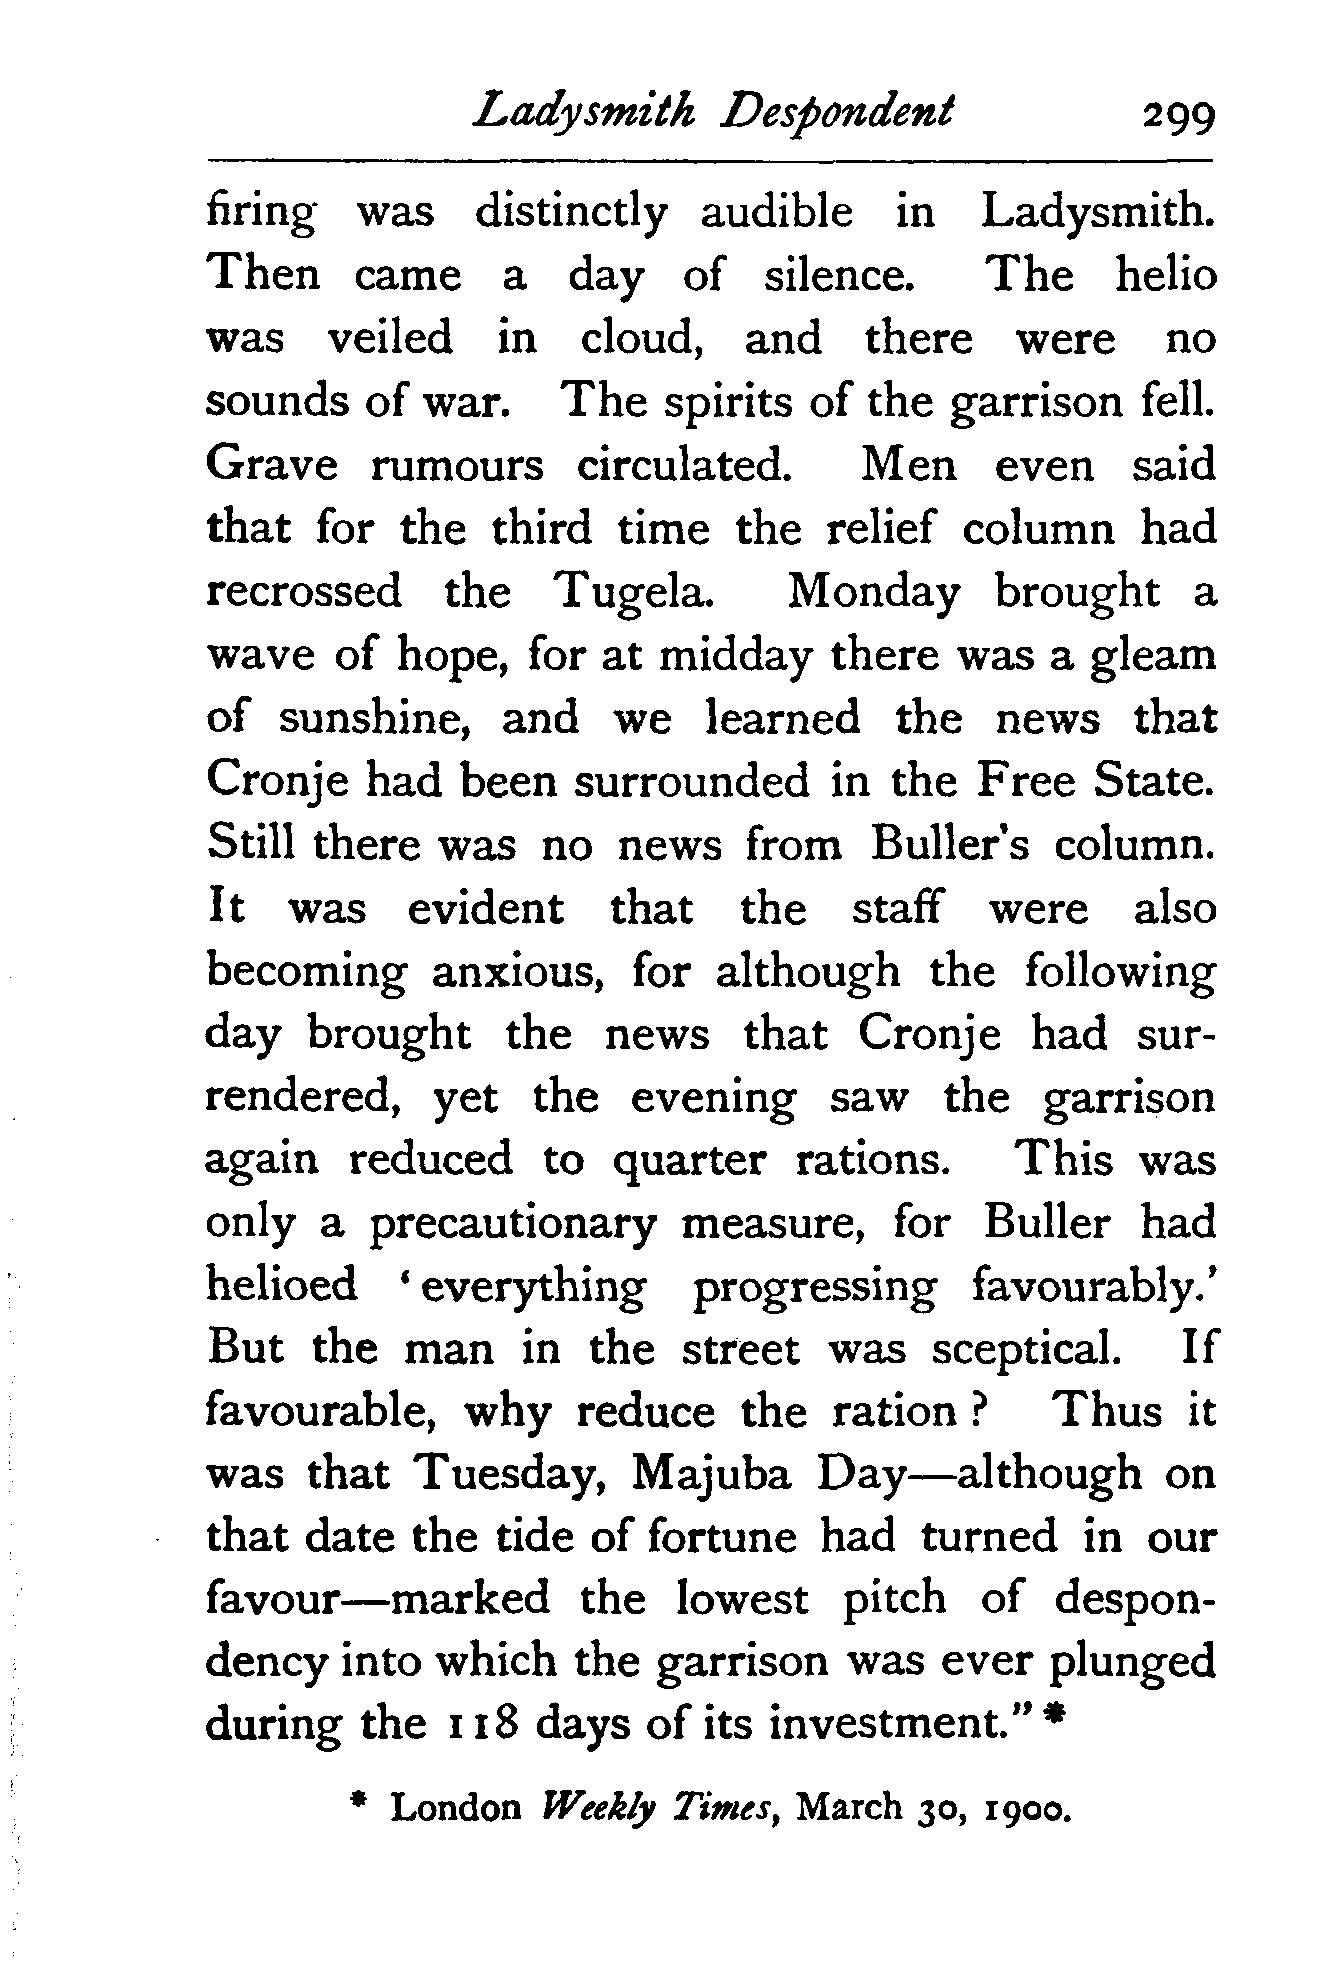 Ladysmith Despondent 299
firing was distinctly audible in Ladysmith.
Then came a day of silence. The helio
was veiled in cloud, and there were no
sounds of war. The spirits of the garrison fell.
Grave rumours circulated. Men even said
that for the third time the relief column had
recrossed the Tugela. Monday brought a
wave of hope, for at midday there was a gleam
of sunshine, and we learned the news that
Cronje had been surrounded in the Free State.
Still there was no news from Buller's column.
It was evident that the staff were also
becoming anxious, for although the following
day brought the news that Cronje had sur-
rendered, yet the evening saw the garrison
again reduced to quarter rations. This was
only a precautionary measure, for Buller had
helioed ‘everything progressing favourably.’
But the man in the street was sceptical. If
favourable, why reduce the ration? Thus it
was that Tuesday, Majuba Day—although on
that date the tide of fortune had turned in our
favour—marked the lowest pitch of despon-
dency into which the garrison was ever plunged
during the 118 days of its investment.”*
* London Weekly Times, March 30, 1900.